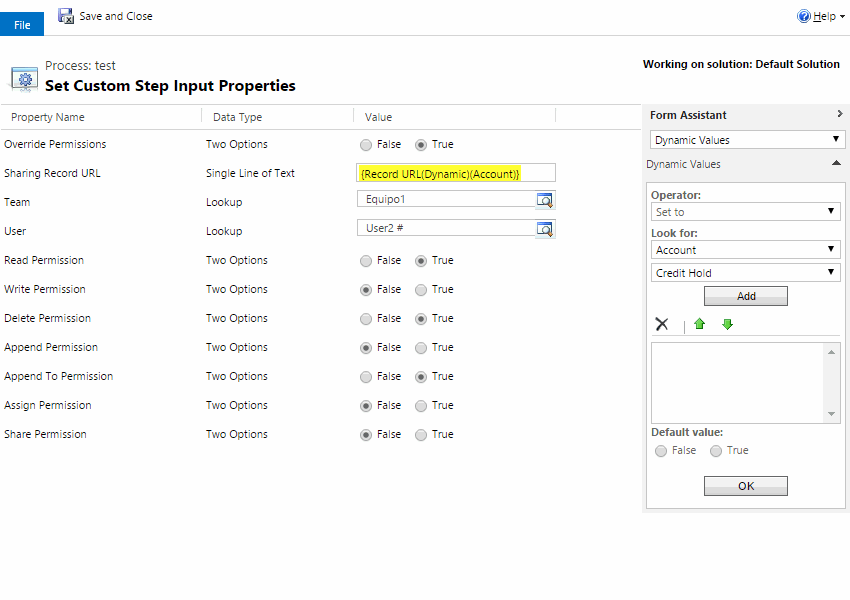 File Save and Close Help
Process: test
Set Custom Step Input Properties
Working on solution: Default Solution
Property Name Data Type Value
Override Permissions Two Options False True
Sharing Record URL Single Line of Text {Record URL(Dynamic)(Account)}
Team Lookup Equipo1
User Lookup User2 #
Read Permission Two Options False True
Write Permission Two Options False True
Delete Permission Two Options False True
Append Permission Two Options False True
Append To Permission Two Options False True
Assign Permission Two Options False True
Share Permission Two Options False True
Form Assistant
Dynamic Values
Dynamic Values
Operator:
Set to
Look for:
Account
Credit Hold
Add
Default value:
False True
OK